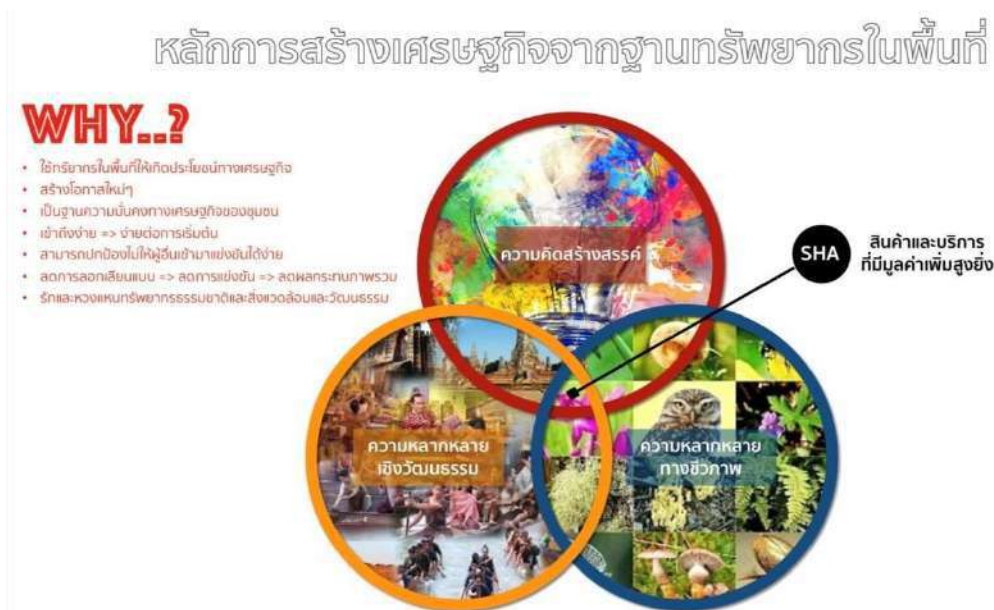 หลักการสร้างเศรษฐกิจจากฐานทรัพยากรในพื้นที่
WHY..?
• ใช้ทรัยากรในพื้นที่ให้เกิดประโยชน์ทางเศรษฐกิจ
• สร้างโอกาสใหม่ๆ
• เป็นฐานความมั่นคงทางเศรษฐกิจของชุมชน
• เข้าถึงง่าย => ง่ายต่อการเริ่มต้น
• สามารถปกป้องไม่ให้ผู้อื่นเข้ามาแข่งขันได้ง่าย
• ลดการลอกเลียนแบบ => ลดการแข่งขัน => ลดผลกระทบภาพรวม
• รักและหวงแหนทรัพยากรธรรมชาติและสิ่งแวดล้อมและวัฒนธรรม
ความคิดสร้างสรรค์
SHA
สินค้าและบริการ
ที่มีมูลค่าเพิ่มสูงยิ่ง
ความหลากหลาย
เชิงวัฒนธรรม
ความหลากหลาย
ทางชีวภาพ